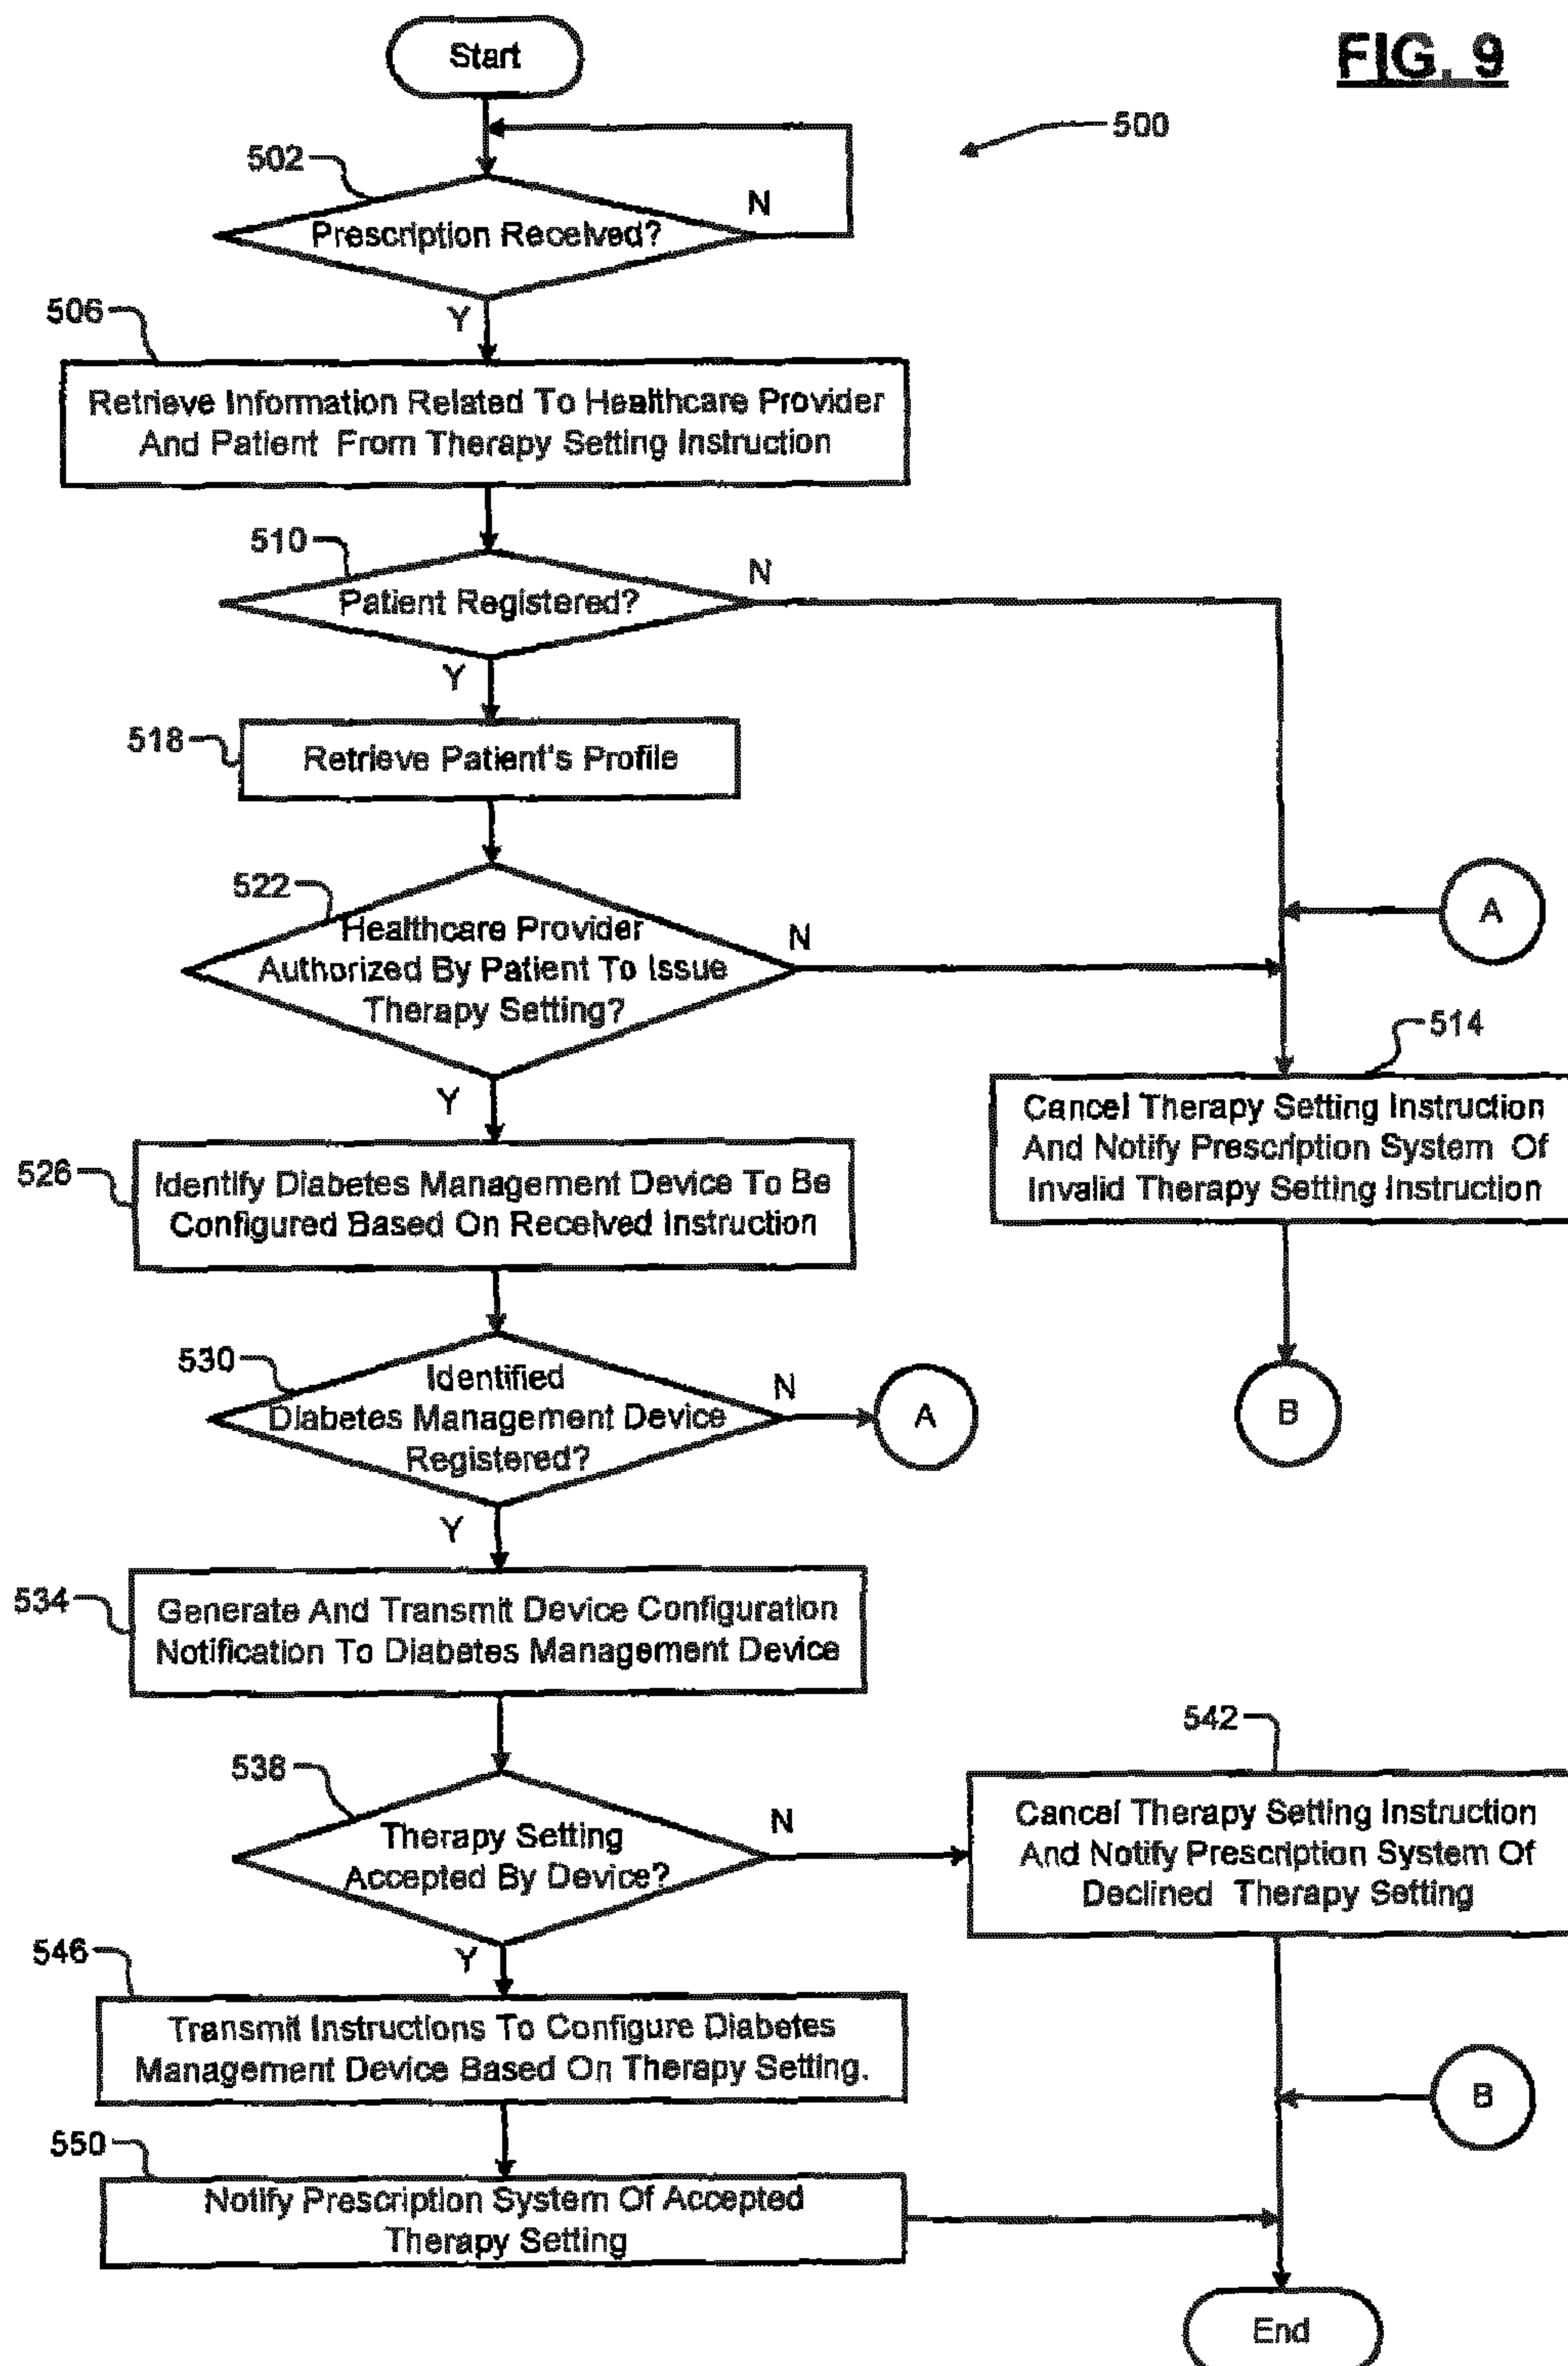 Start
FIG. 9
500
502
N
Prescription Received?
Y
506
Retrieve Information Related To Healthcare Provider
And Patient From Therapy Setting Instruction
510
N
Patient Registered?
Y
518
Retrieve Patient's Profile
522
Healthcare Provider
Authorized By Patient To Issue
Therapy Setting?
N
A
514
Y
Cancel Therapy Setting Instruction
And Notify Prescription System Of
Invalid Therapy Setting Instruction
526
Identify Diabetes Management Device To Be
Configured Based On Received Instruction
530
Identified
Diabetes Management Device
Registered?
N
A
B
Y
534
Generate And Transmit Device Configuration
Notification To Diabetes Management Device
538
Therapy Setting
Accepted By Device?
N
542
Cancel Therapy Setting Instruction
And Notify Prescription System Of
Declined Therapy Setting
Y
546
Transmit Instructions To Configure Diabetes
Management Device Based On Therapy Setting.
B
550
Notify Prescription System Of Accepted
Therapy Setting
End